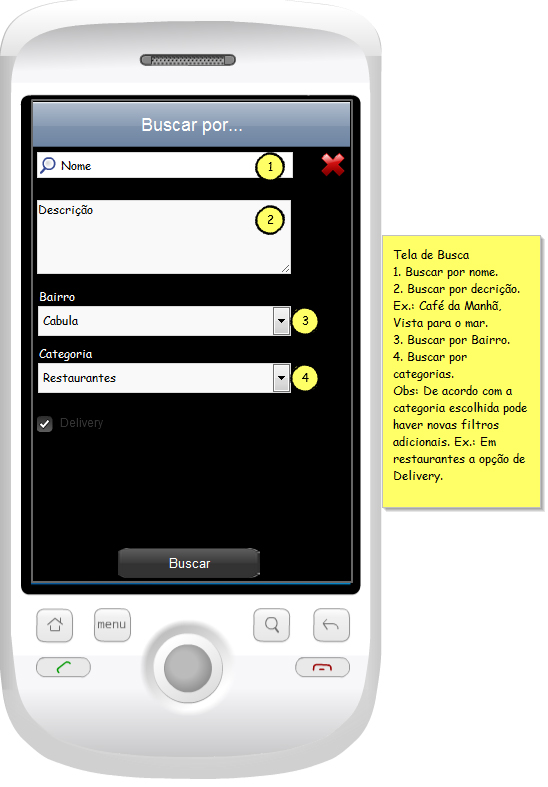 Buscar por...
Nome
1
Descrição
2
Bairro
Cabula
3
Categoria
Restaurantes
4
Delivery
Buscar
menu
Tela de Busca
1. Buscar por nome.
2. Buscar por decrição.
Ex.: Café da Manhã,
Vista para o mar.
3. Buscar por Bairro.
4. Buscar por
categorias.
Obs: De acordo com a
categoria escolhida pode
haver novas filtros
adicionais. Ex.: Em
restaurantes a opção de
Delivery.